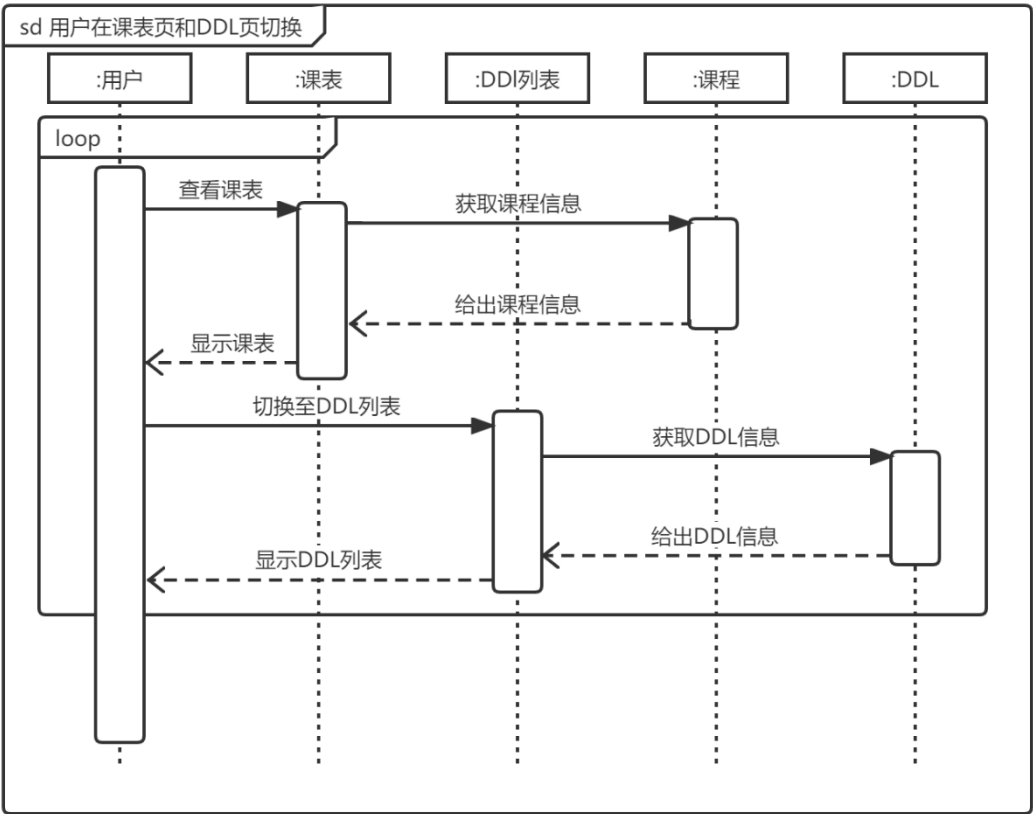 sd 用户在课表页和DDL页切换
:用户
:课表
:DDl列表
:课程
:DDL
loop
查看课表
获取课程信息
给出课程信息
显示课表
切换至DDL列表
获取DDL信息
给出DDL信息
显示DDL列表